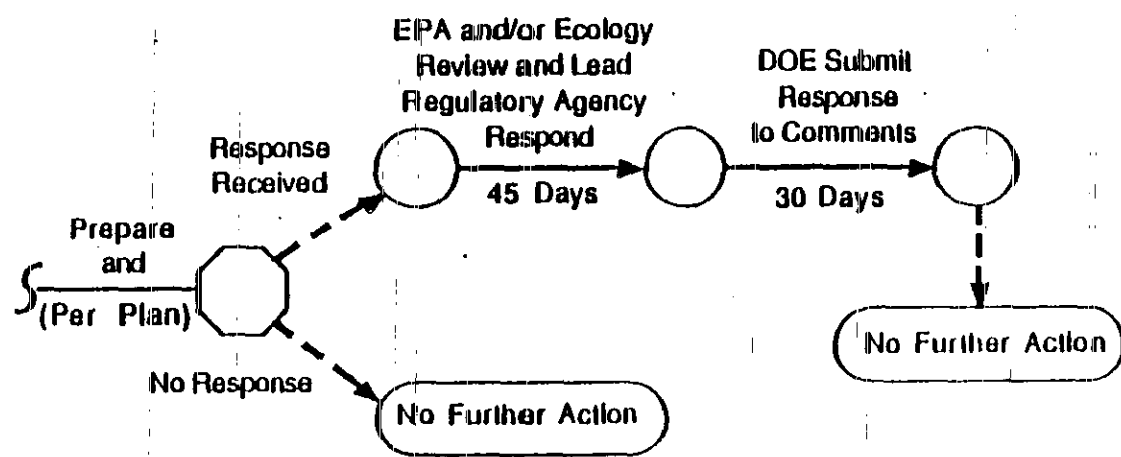 EPA and/or Ecology
Review and Lead
Regulatory Agency
Respond
45 Days
DOE Submit
Response
to Comments
30 Days
Response
Received
Prepare
and
(Per Plan)
No Response
No Further Action
No Further Action